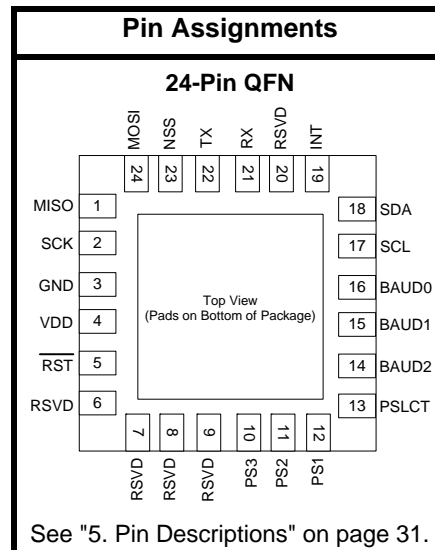 Pin Assignments
24-Pin QFN
MOSI
NSS
TX
RX
RSVD
INT
24
23
22
21
20
19
MISO 1
SCK 2
GND 3
VDD 4
RST 5
RSVD 6
18 SDA
17 SCL
16 BAUD0
15 BAUD1
14 BAUD2
13 PSLCT
Top View
(Pads on Bottom of Package)
7
8
9
10
11
12
RSVD
RSVD
RSVD
PS3
PS2
PS1
See "5. Pin Descriptions" on page 31.